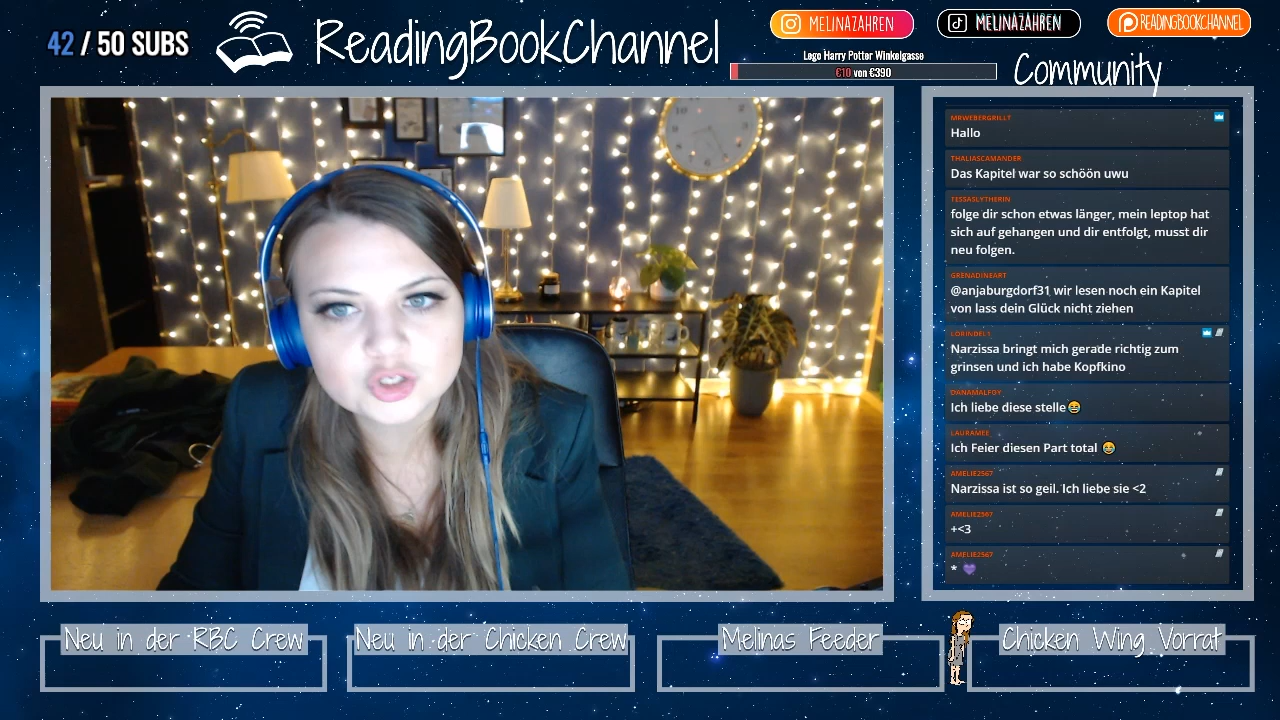 42 / 50 SUBS
ReadingBookChannel
MELINAZAHREN
MELINAZAHREN
READINGBOOKCHANNEL
Lego Harry Potter Winkelgasse
€10 von €390
Community
MRWEBERGRILLT
Hallo
THALIASCAMANDER
Das Kapitel war so schöön uwu
TESSASLYTHERIN
folge dir schon etwas länger, mein leptop hat
sich auf gehangen und dir entfolgt, musst dir
neu folgen.
GRENADINEART
@anjaburgdorf31 wir lesen noch ein Kapitel
von lass dein Glück nicht ziehen
LORINDEL1
Narzissa bringt mich gerade richtig zum
grinsen und ich habe Kopfkino
DANAMALFOY
Ich liebe diese stelle😂
LAURAMEE
Ich Feier diesen Part total 😂
AMELIE2567
Narzissa ist so geil. Ich liebe sie <2
AMELIE2567
+<3
AMELIE2567
* 💜
Neu in der RBC Crew
Neu in der Chicken Crew
Melinas Feeder
Chicken Wing Vorrat